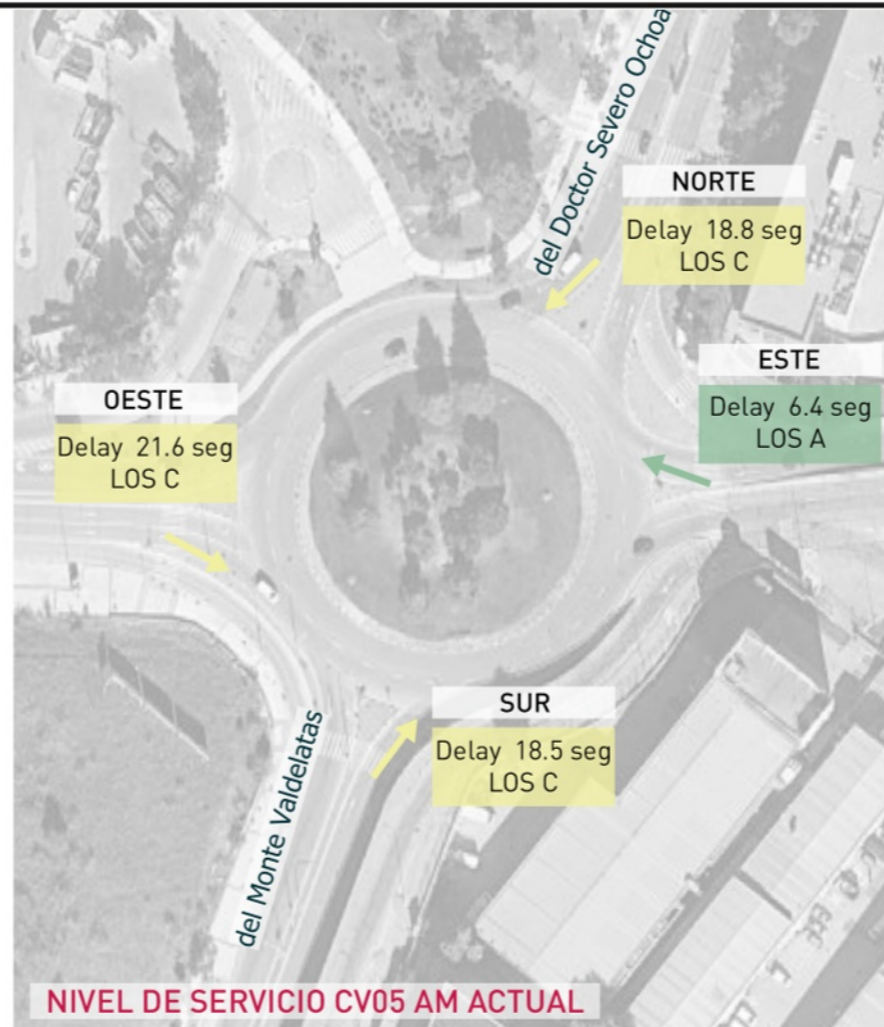 del Doctor Severo Ochoa
NORTE
Delay 18.8 seg
LOS C
ESTE
Delay 6.4 seg
LOS A
OESTE
Delay 21.6 seg
LOS C
SUR
Delay 18.5 seg
LOS C
del Monte Valdelatas
NIVEL DE SERVICIO CV05 AM ACTUAL